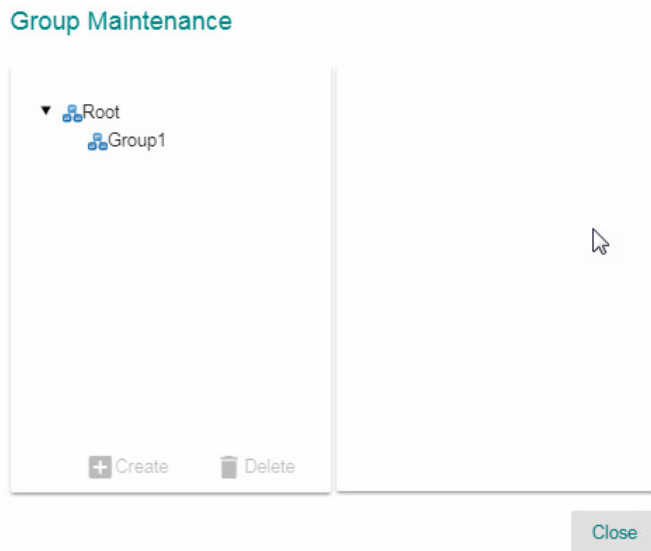 Group Maintenance
Root
Group1
Create Delete
Close